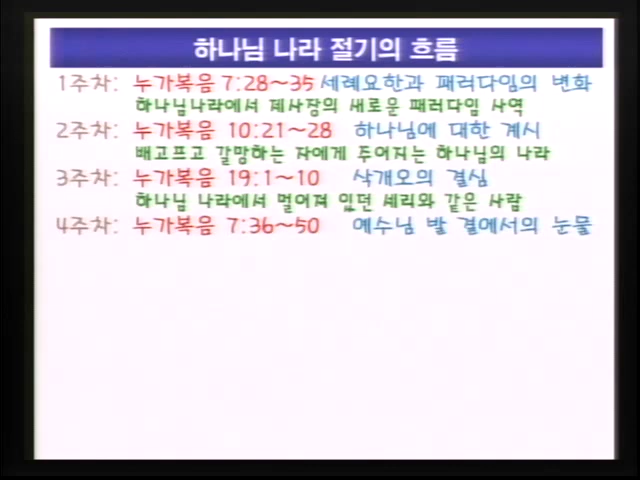 하나님 나라 절기의 흐름
1주차: 누가복음 7:28~35 세례요한과 패러다임의 변화
하나님나라에서 제사장의 새로운 패러다임 사역
2주차: 누가복음 10:21~28 하나님에 대한 계시
배고프고 갈망하는 자에게 주어지는 하나님의 나라
3주차: 누가복음 19:1~10 삭개오의 결심
하나님 나라에서 멀어져 있던 세리와 같은 사람
4주차: 누가복음 7:36~50 예수님 발 곁에서의 눈물